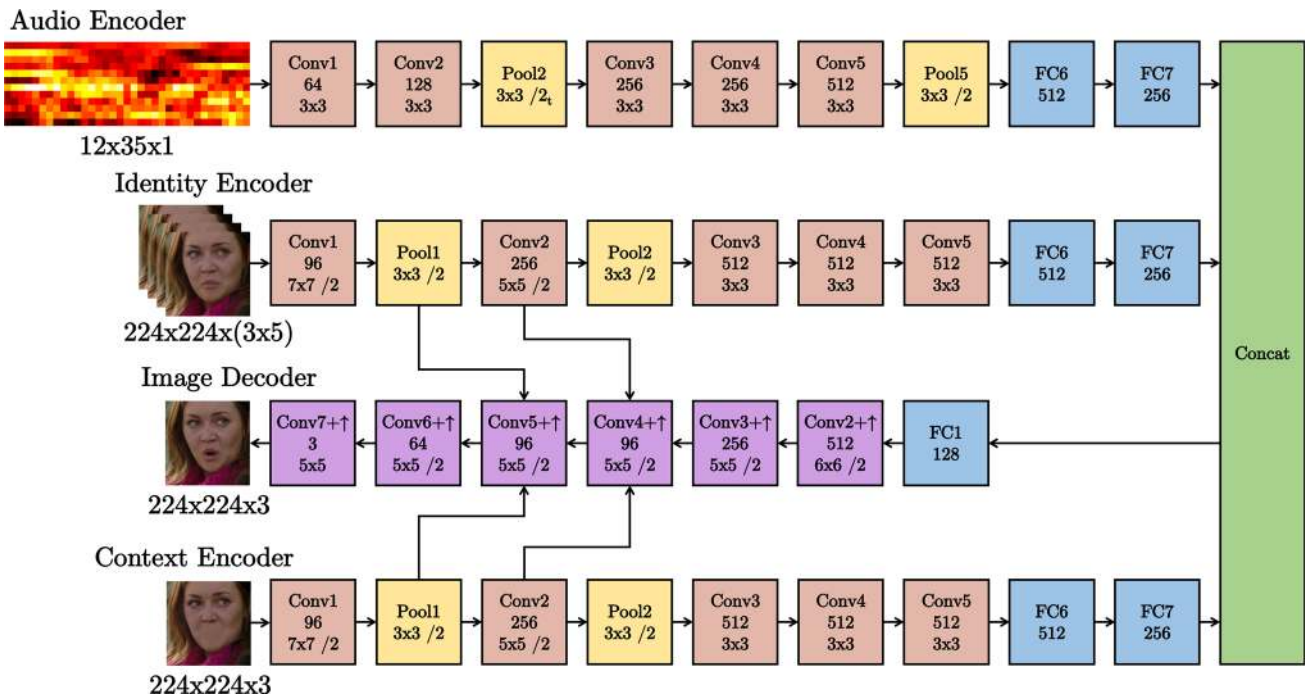 Audio Encoder
Conv1
64
3x3
Conv2
128
3x3
Pool2
3x3 /2t
Conv3
256
3x3
Conv4
256
3x3
Conv5
512
3x3
Pool5
3x3 /2
FC6
512
FC7
256
12x35x1
Identity Encoder
Conv1
96
7x7 /2
Pool1
3x3 /2
Conv2
256
5x5 /2
Pool2
3x3 /2
Conv3
512
3x3
Conv4
512
3x3
Conv5
512
3x3
FC6
512
FC7
256
224x224x(3x5)
Concat
Image Decoder
Conv7+↑
3
5x5
Conv6+↑
64
5x5 /2
Conv5+↑
96
5x5 /2
Conv4+↑
96
5x5 /2
Conv3+↑
256
5x5 /2
Conv2+↑
512
6x6 /2
FC1
128
224x224x3
Context Encoder
Conv1
96
7x7 /2
Pool1
3x3 /2
Conv2
256
5x5 /2
Pool2
3x3 /2
Conv3
512
3x3
Conv4
512
3x3
Conv5
512
3x3
FC6
512
FC7
256
224x224x3